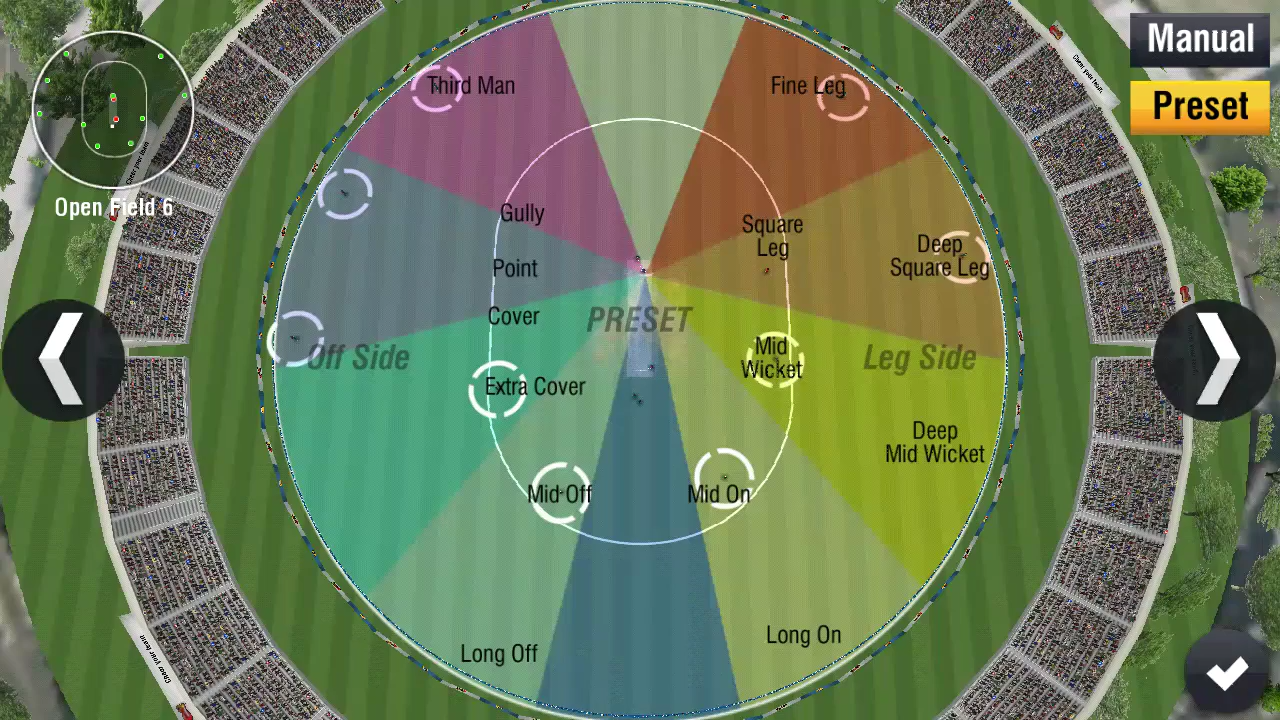 Manual
Preset
Open Field 6
Third Man
Fine Leg
Gully
Square
Leg
Deep
Square Leg
Point
Cover
PRESET
Off Side
Mid
Wicket
Leg Side
Extra Cover
Deep
Mid Wicket
Mid Off
Mid On
Long On
Long Off